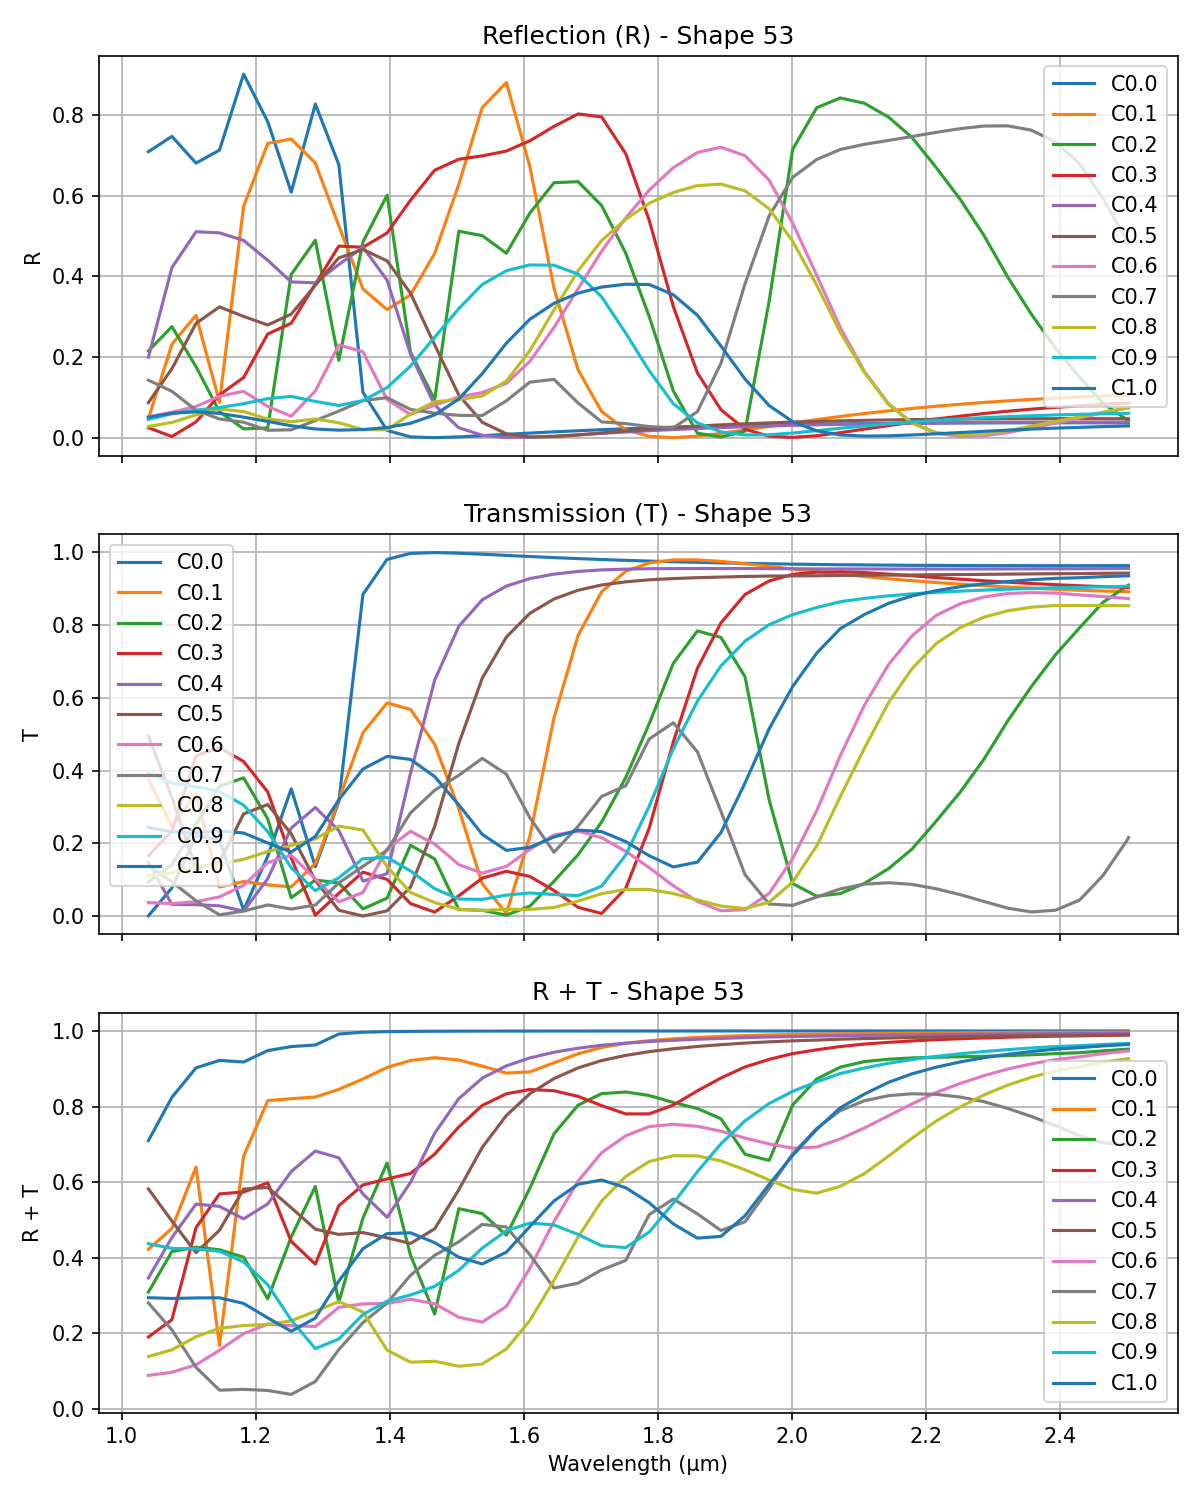 Reflection (R) - Shape 53
R
0.8
0.6
0.4
0.2
0.0
C0.0
C0.1
C0.2
C0.3
C0.4
C0.5
C0.6
C0.7
C0.8
C0.9
C1.0
Transmission (T) - Shape 53
T
1.0
0.8
0.6
0.4
0.2
0.0
C0.0
C0.1
C0.2
C0.3
C0.4
C0.5
C0.6
C0.7
C0.8
C0.9
C1.0
R + T - Shape 53
R + T
1.0
0.8
0.6
0.4
0.2
0.0
C0.0
C0.1
C0.2
C0.3
C0.4
C0.5
C0.6
C0.7
C0.8
C0.9
C1.0
1.0 1.2 1.4 1.6 1.8 2.0 2.2 2.4
Wavelength (μm)